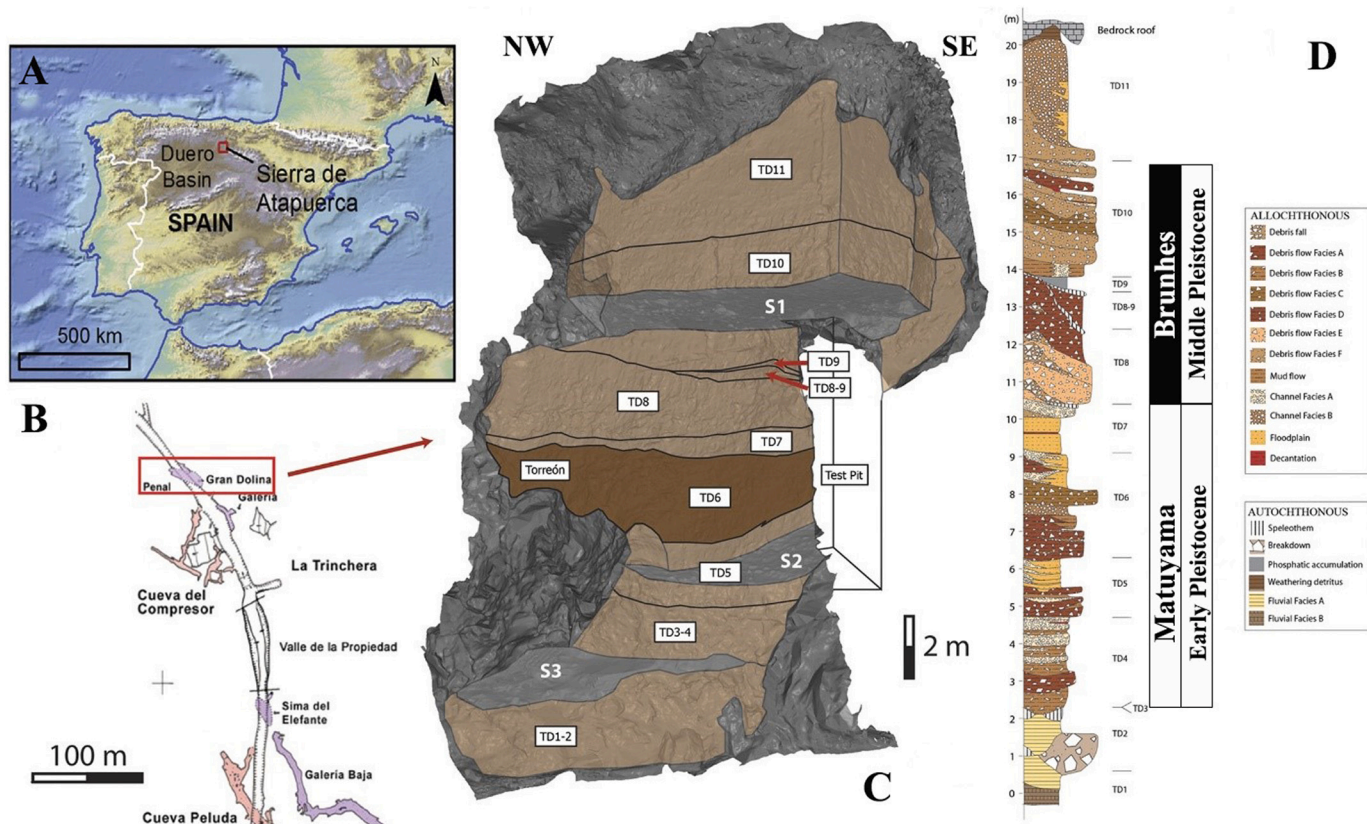 A
N
Duero
Basin
Sierra de
Atapuerca
SPAIN
500 km
B
Penal
Gran Dolina
Galería
La Trinchera
Cueva del
Compresor
Valle de la Propiedad
Sima del
Elefante
100 m
Galería Baja
Cueva Peluda
NW
SE
TD11
TD10
S1
TD9
TD8-9
TD8
TD7
Torreón
TD6
Test Pit
S2
TD5
TD3-4
2 m
S3
TD1-2
C
(m)
20
19
18
17
16
15
14
13
12
11
10
9
8
7
6
5
4
3
2
1
0
Bedrock roof
TD11
TD10
TD9
TD8-9
TD8
TD7
TD6
TD5
TD4
TD3
TD2
TD1
Brunhes
Middle Pleistocene
Matuyama
Early Pleistocene
D
ALLOCHTHONOUS
Debris fall
Debris flow Facies A
Debris flow Facies B
Debris flow Facies C
Debris flow Facies D
Debris flow Facies E
Debris flow Facies F
Mud flow
Channel Facies A
Channel Facies B
Floodplain
Decantation
AUTOCHTHONOUS
Speleothem
Breakdown
Phosphatic accumulation
Weathering detritus
Fluvial Facies A
Fluvial Facies B